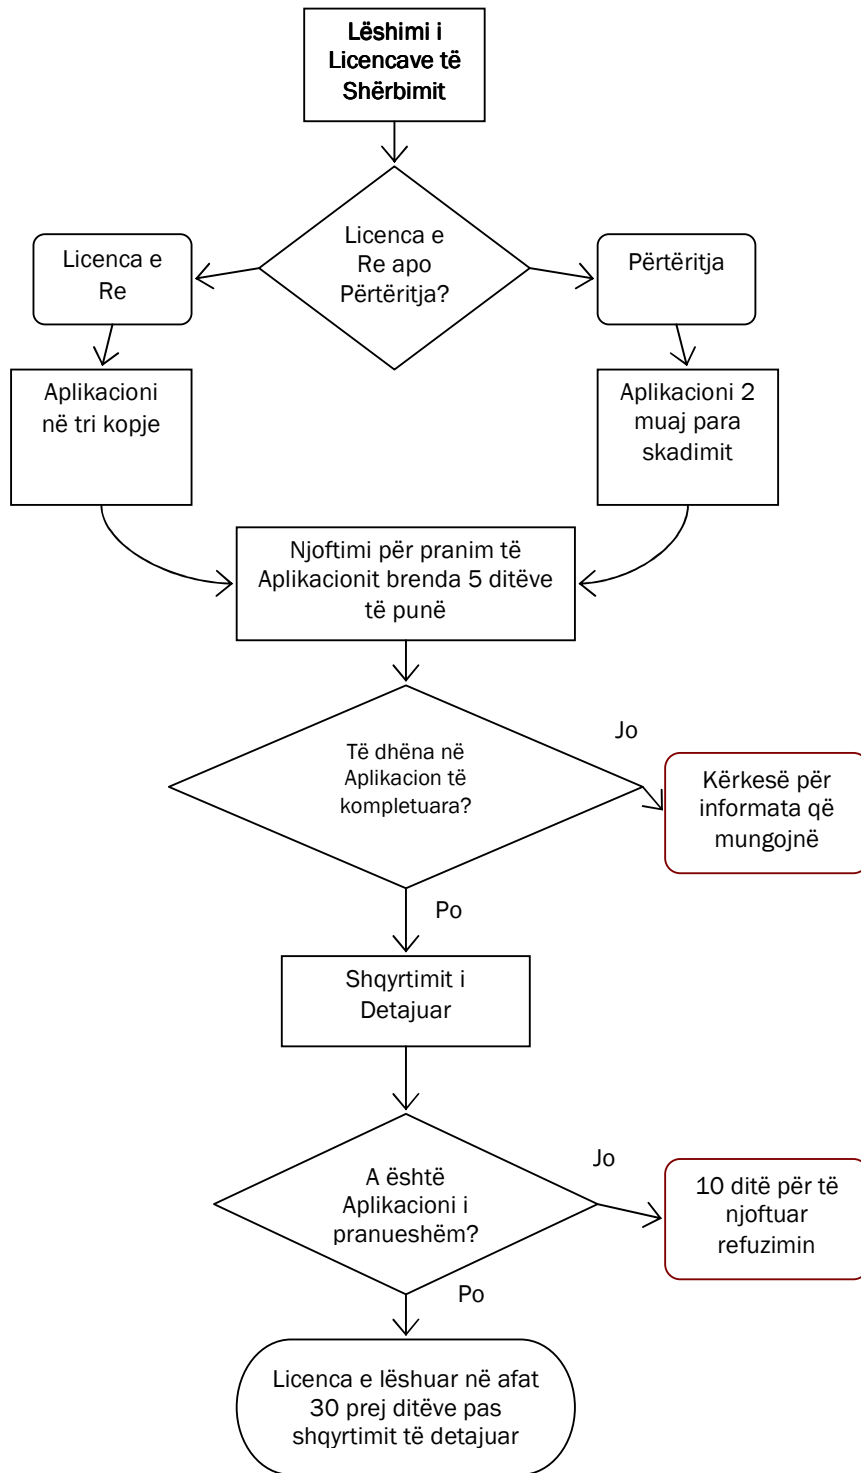 Lëshimi i
Licencave të
Shërbimit
Licenca e
Re apo
Përtëritja?
Licenca e
Re
Përtëritja
Aplikacioni
në tri kopje
Aplikacioni 2
muaj para
skadimit
Njoftimi për pranim të
Aplikacionit brenda 5 ditëve
të punë
Të dhëna në
Aplikacion të
kompletuara?
Jo
Kërkesë për
informata që
mungojnë
Po
Shqyrtimit i
Detajuar
A është
Aplikacioni i
pranueshëm?
Jo
10 ditë për të
njoftuar
refuzimin
Po
Licenca e lëshuar në afat
30 prej ditëve pas
shqyrtimit të detajuar